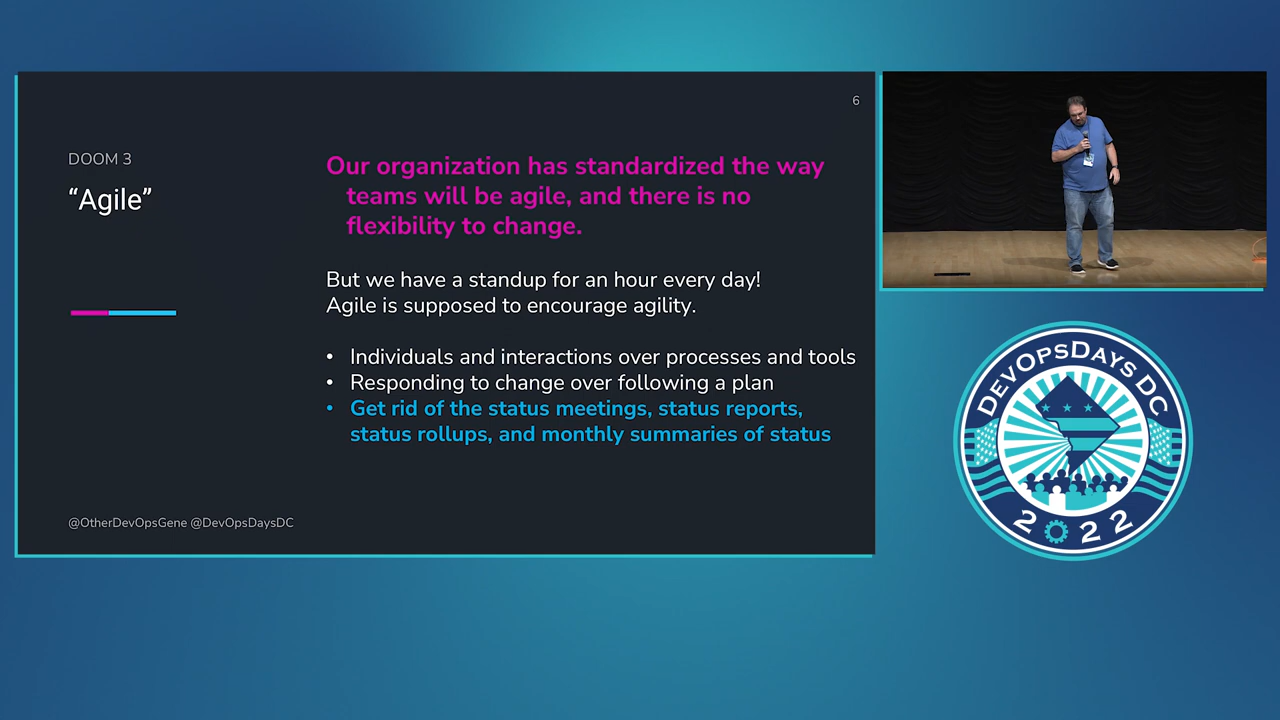 6
DOOM 3
“Agile”
Our organization has standardized the way
teams will be agile, and there is no
flexibility to change.
But we have a standup for an hour every day!
Agile is supposed to encourage agility.
• Individuals and interactions over processes and tools
• Responding to change over following a plan
• Get rid of the status meetings, status reports,
status rollups, and monthly summaries of status
@OtherDevOpsGene @DevOpsDaysDC
DEVOPSDAYS DC
2022